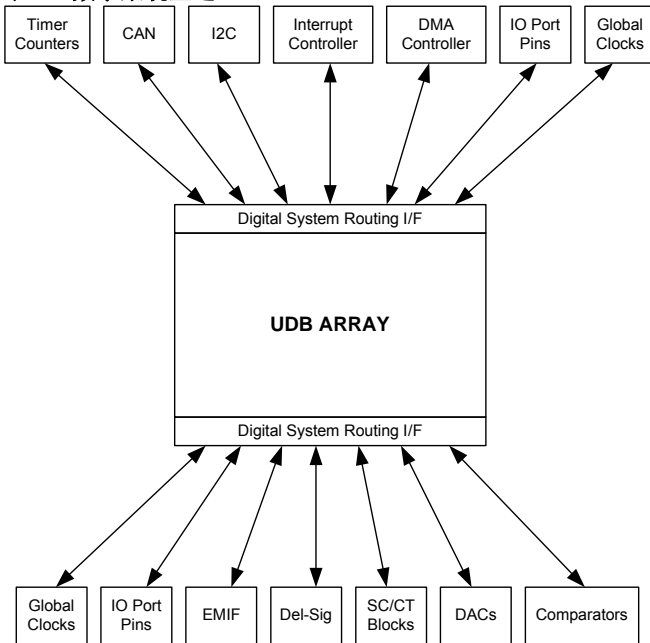 Timer
Counters
CAN
I2C
Interrupt
Controller
DMA
Controller
IO Port
Pins
Global
Clocks
Digital System Routing I/F
UDB ARRAY
Digital System Routing I/F
Global
Clocks
IO Port
Pins
EMIF
Del-Sig
SC/CT
Blocks
DACs
Comparators